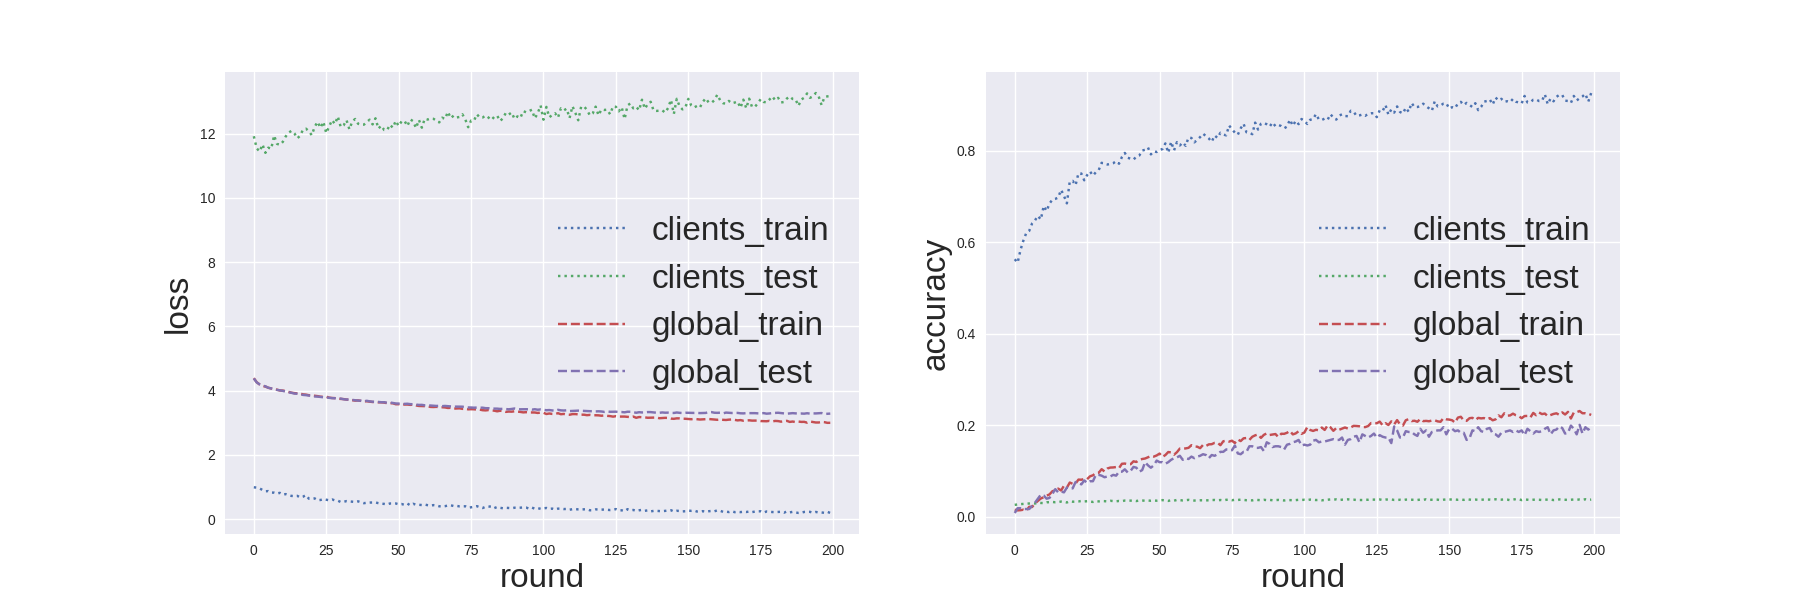 loss
12
10
8
6
4
2
0
0 25 50 75 100 125 150 175 200
round
clients_train
clients_test
global_train
global_test
accuracy
0.8
0.6
0.4
0.2
0.0
0 25 50 75 100 125 150 175 200
round
clients_train
clients_test
global_train
global_test